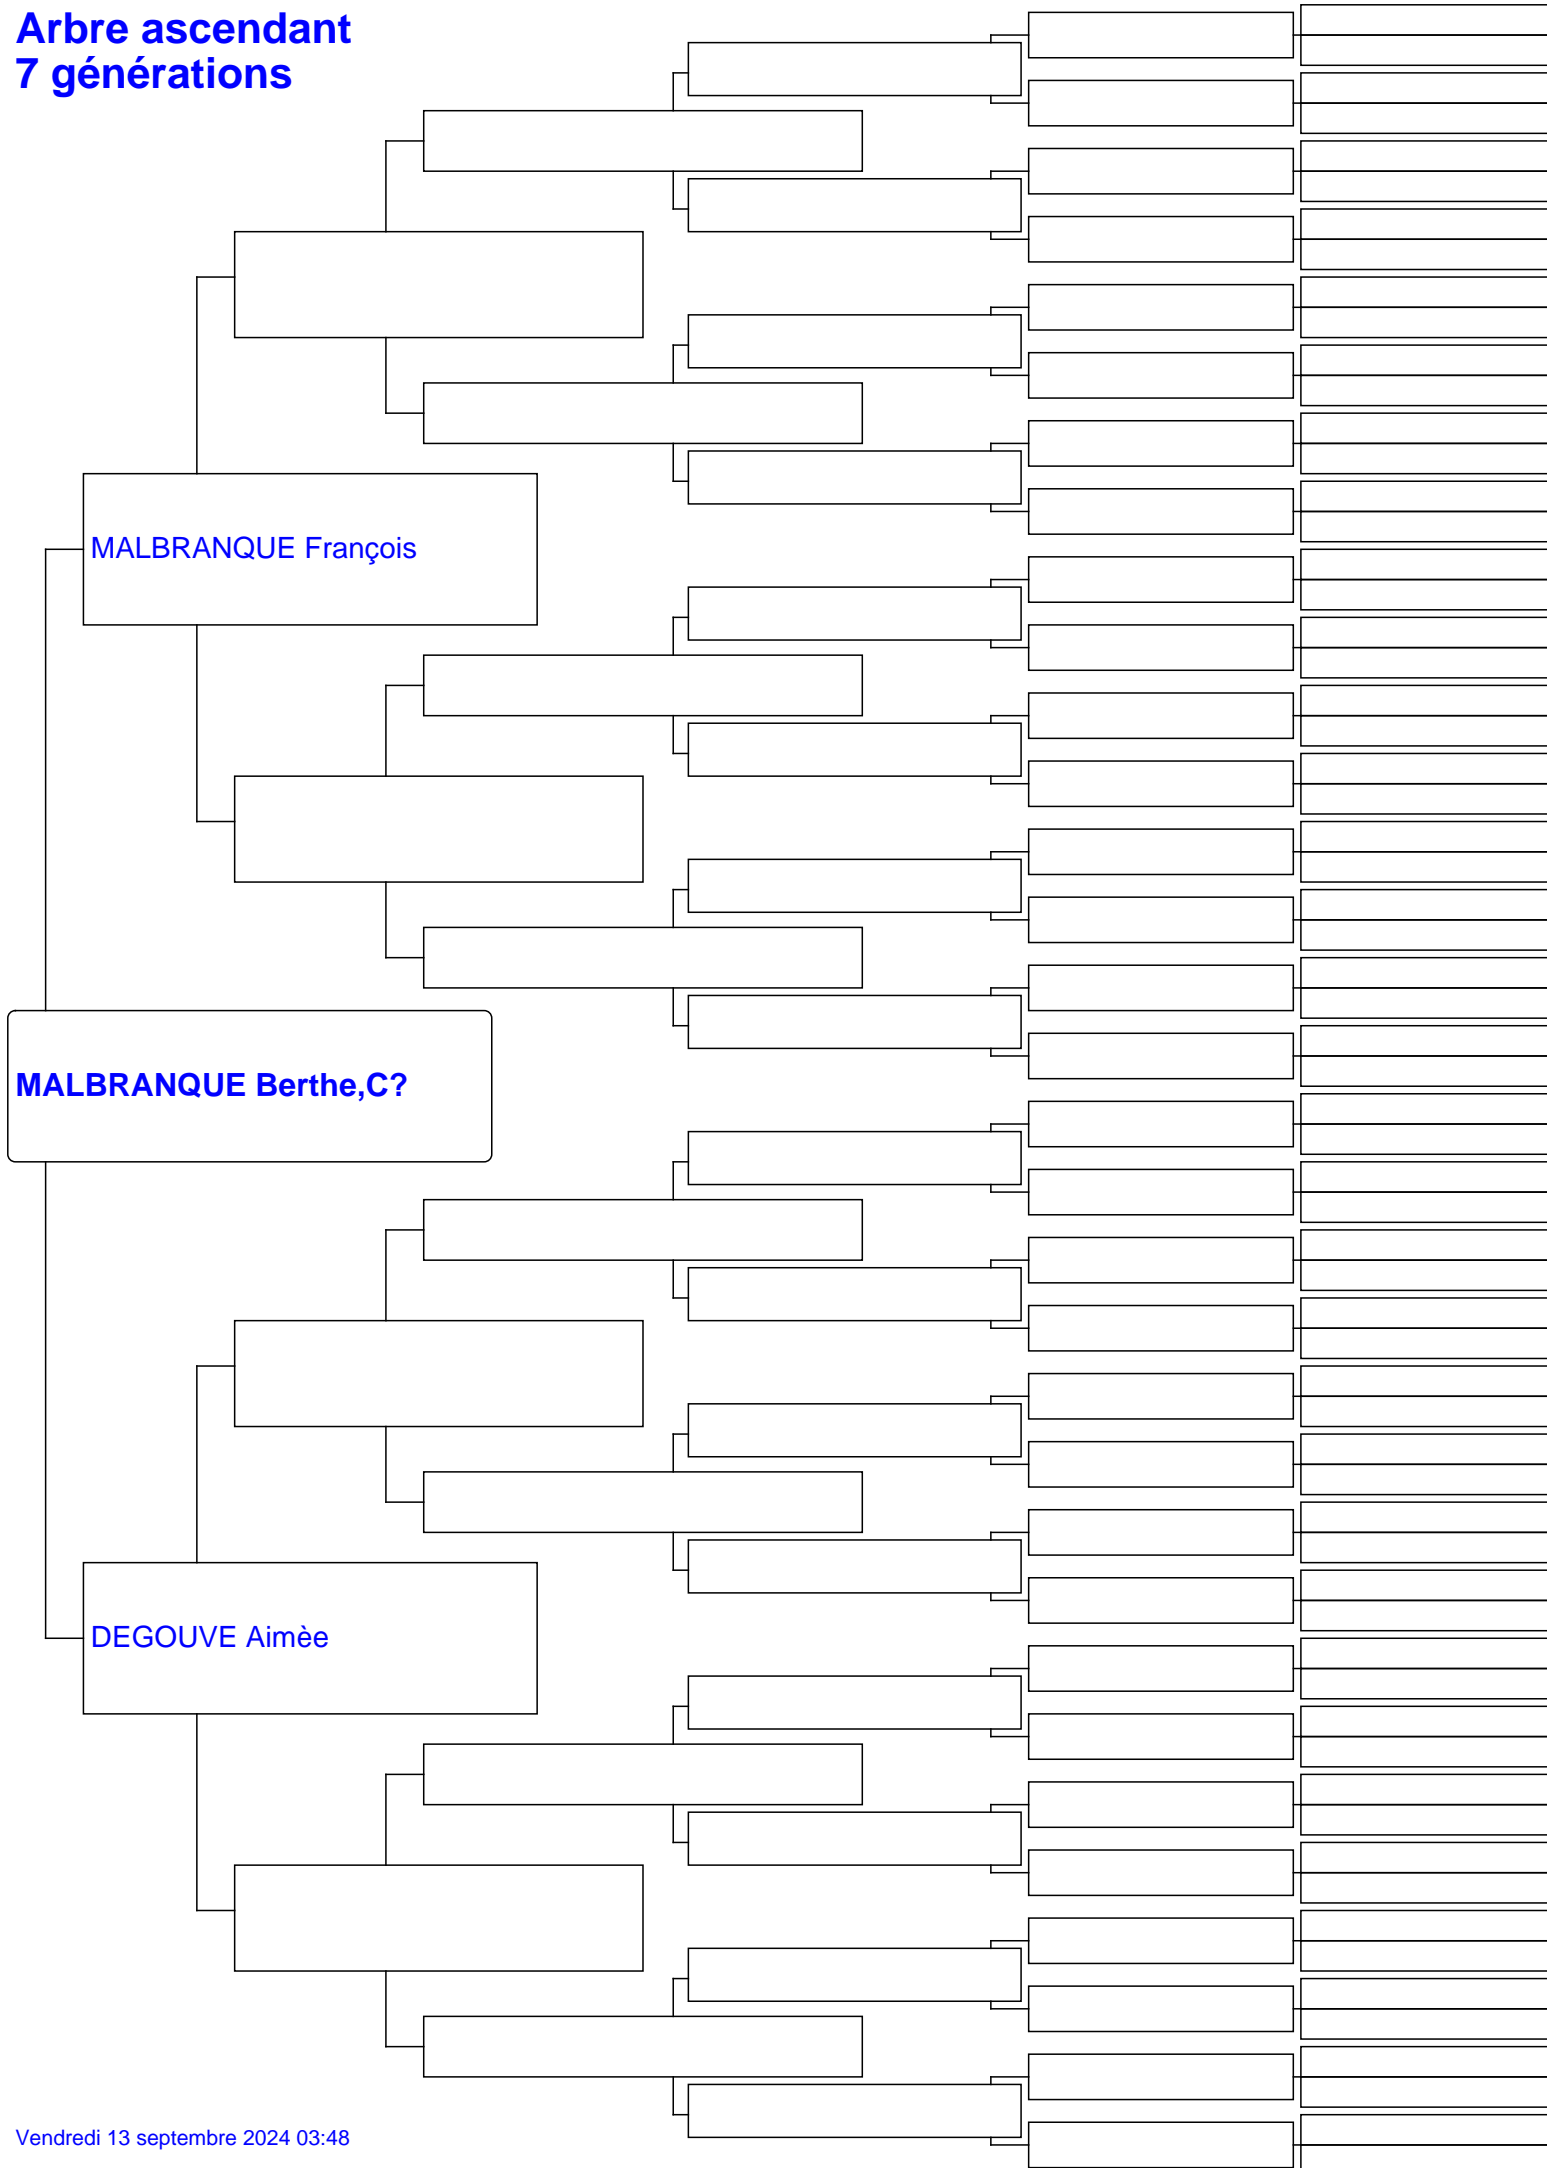 Arbre ascendant
7 générations
MALBRANQUE François
MALBRANQUE Berthe,C?
DEGOUVE Aimèe
Vendredi 13 septembre 2024 03:48